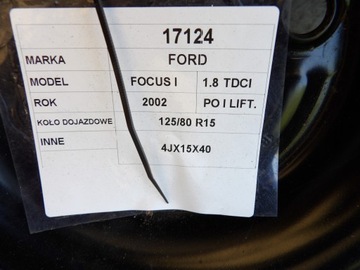 17124
MARKA FORD
MODEL FOCUS I 1.8 TDCI
ROK 2002 PO I LIFT.
KOŁO DOJAZDOWE 125/80 R15
INNE 4JX15X40